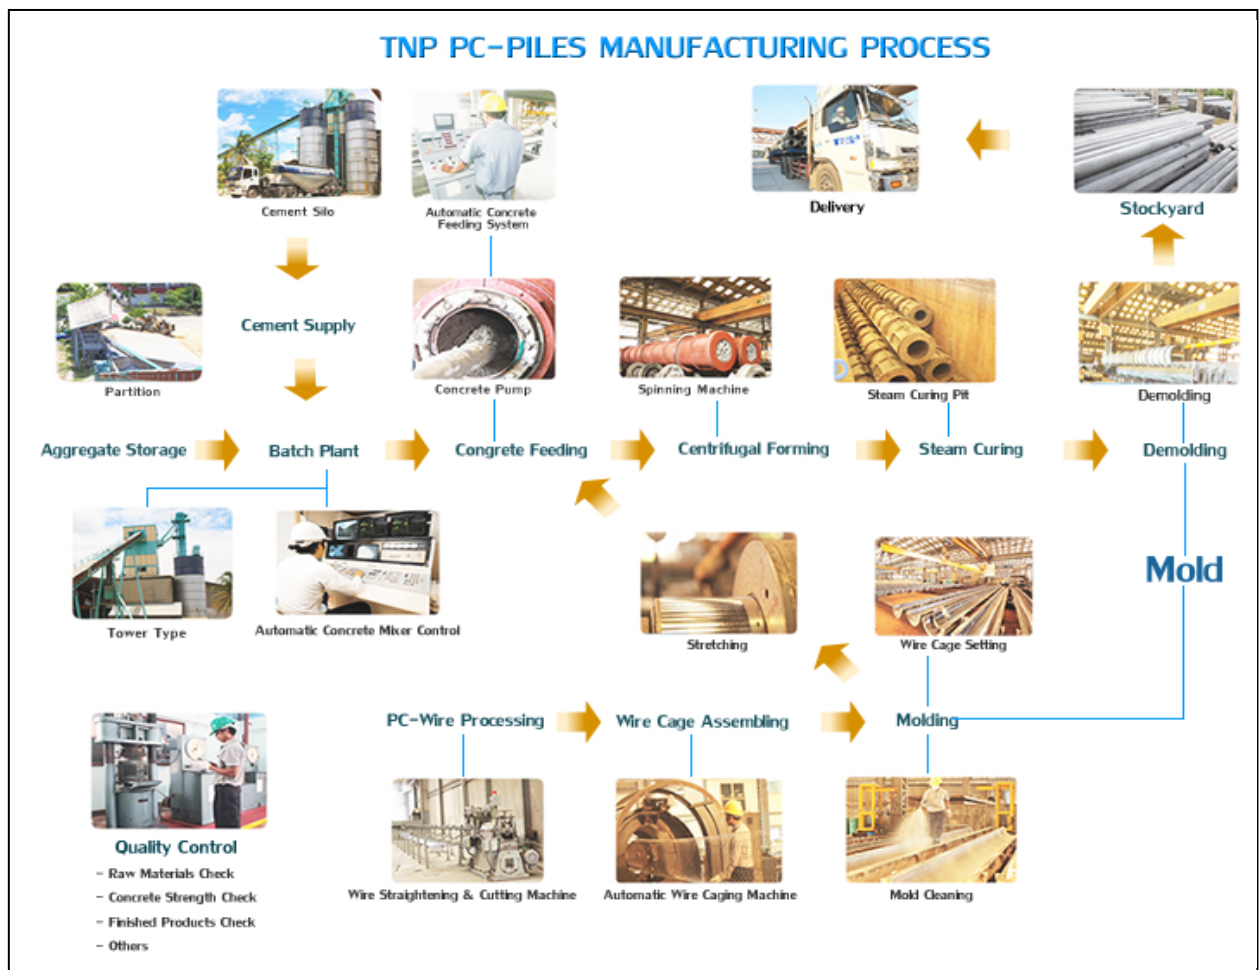 TNP PC-PILES MANUFACTURING PROCESS
Cement Silo
Automatic Concrete
Feeding System
Delivery
Stockyard
Cement Supply
Partition
Concrete Pump
Spinning Machine
Steam Curing Pit
Demolding
Aggregate Storage
Batch Plant
Congrete Feeding
Centrifugal Forming
Steam Curing
Demolding
Mold
Tower Type
Automatic Concrete Mixer Control
Stretching
Wire Cage Setting
PC-Wire Processing
Wire Cage Assembling
Molding
Quality Control
- Raw Materials Check
- Concrete Strength Check
- Finished Products Check
- Others
Wire Straightening & Cutting Machine
Automatic Wire Caging Machine
Mold Cleaning